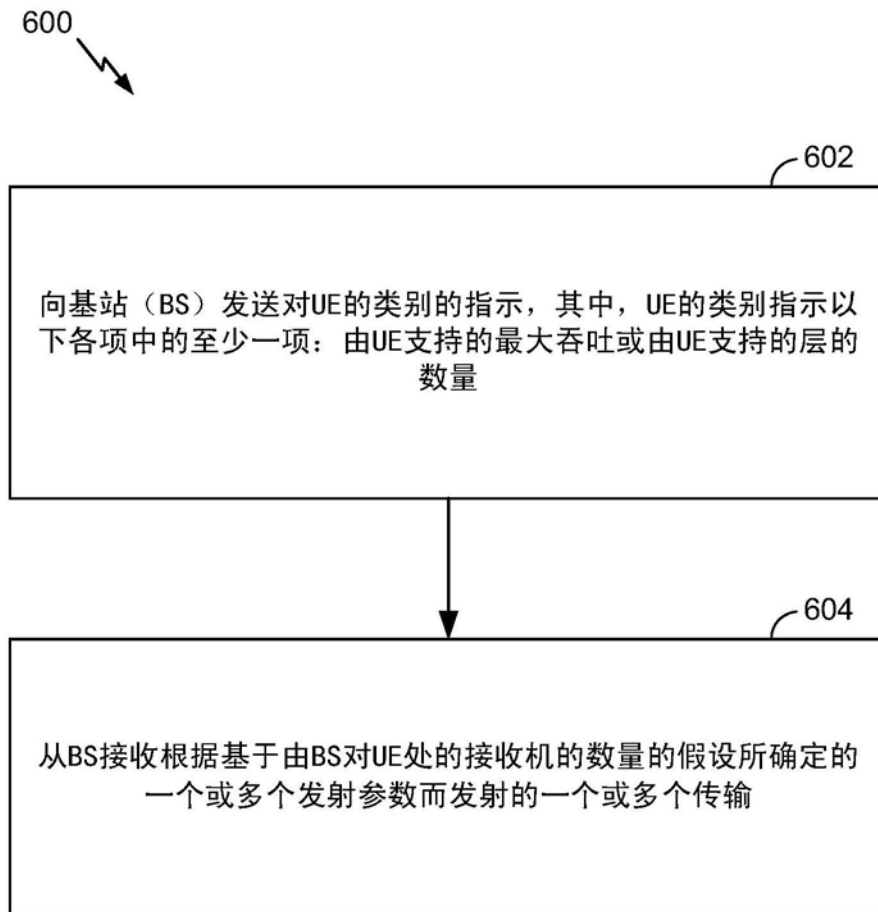 600
602
向基站（BS）发送对UE的类别的指示，其中，UE的类别指示以
下各项中的至少一项：由UE支持的最大吞吐或由UE支持的层的
数量
604
从BS接收根据基于由BS对UE处的接收机的数量的假设所确定的
一个或多个发射参数而发射的一个或多个传输